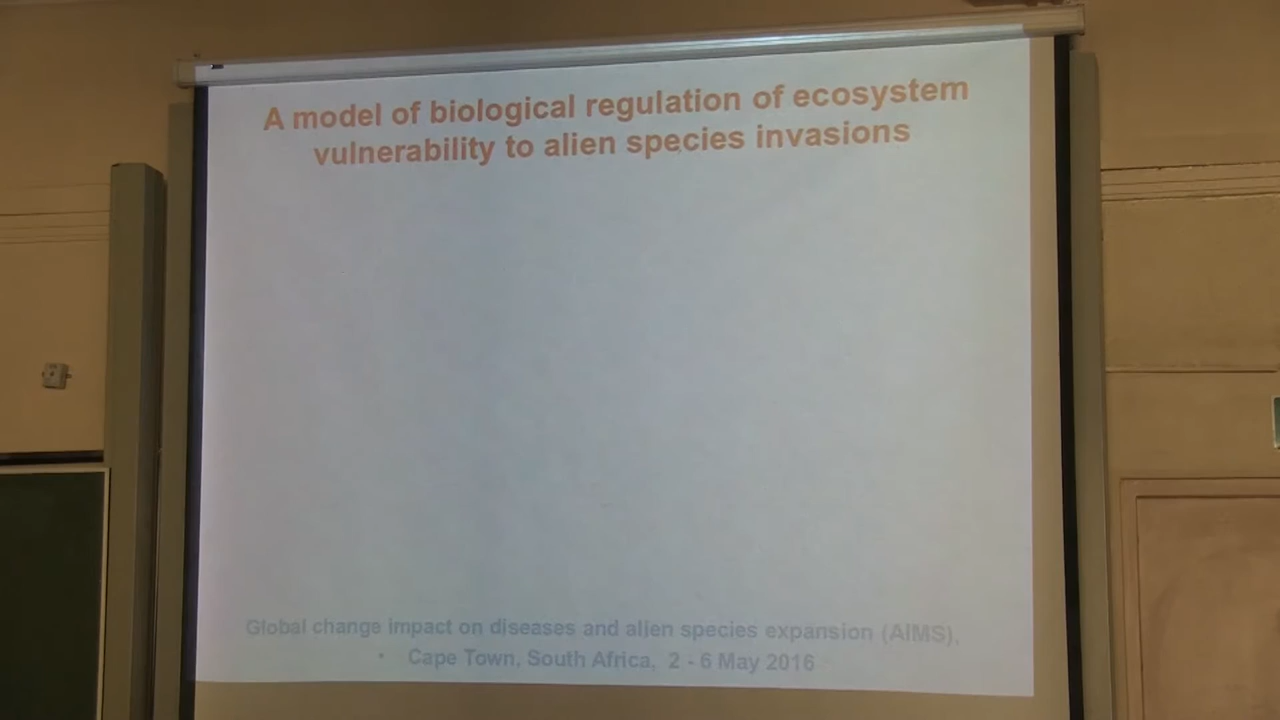 A model of biological regulation of ecosystem
vulnerability to alien species invasions
Global change impact on diseases and alien species expansion (AIMS),
• Cape Town, South Africa, 2 - 6 May 2016